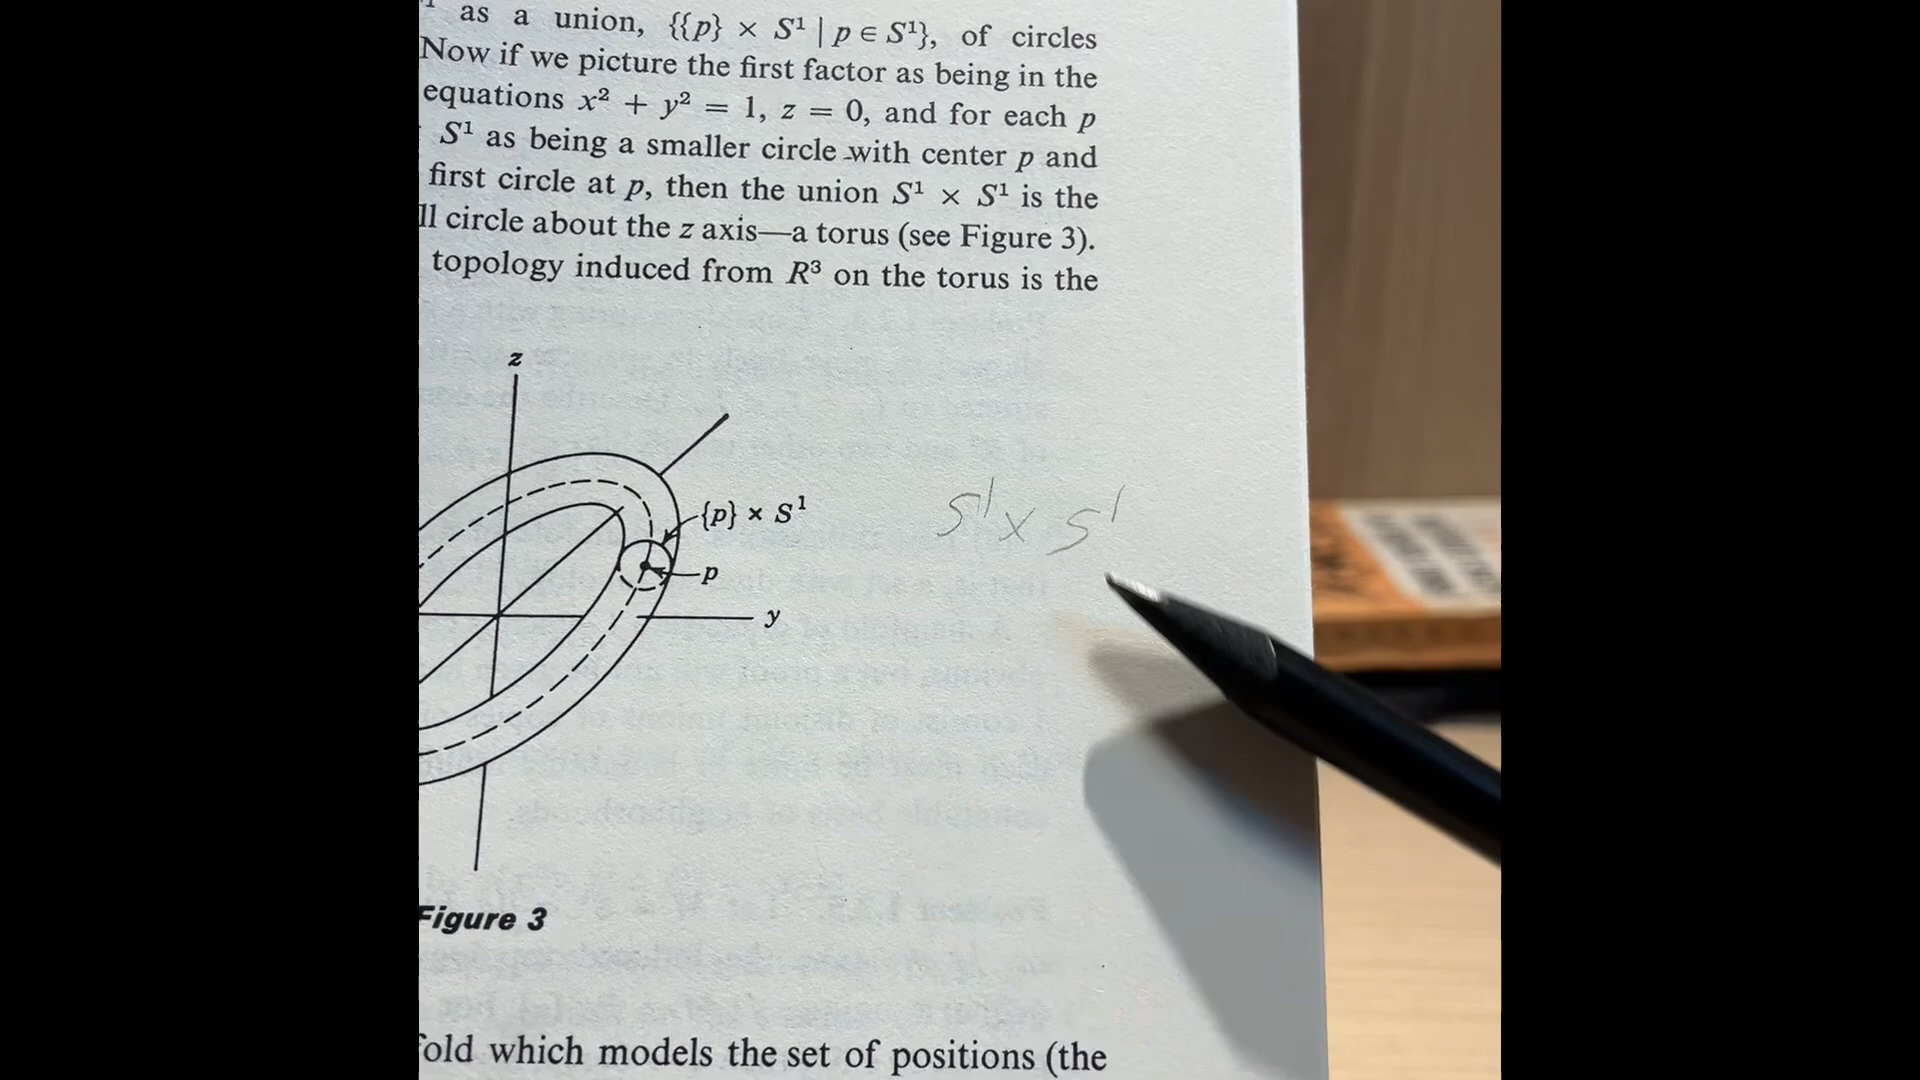 as a union, {{p} × S¹ | p ∈ S¹}, of circles
Now if we picture the first factor as being in the
equations x² + y² = 1, z = 0, and for each p
S¹ as being a smaller circle with center p and
first circle at p, then the union S¹ × S¹ is the
ll circle about the z axis—a torus (see Figure 3).
topology induced from R³ on the torus is the
z
{p} × S¹
S¹ × S¹
p
y
Figure 3
fold which models the set of positions (the